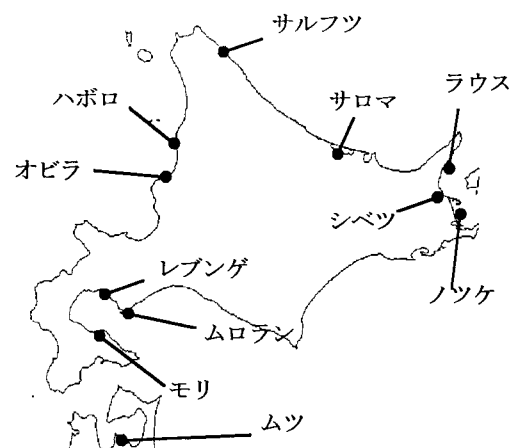 サルフツ
ラウス
ハボロ
サロマ
オビラ
シベツ
レブンゲ
ノツケ
ムロラン
モリ
ムツ